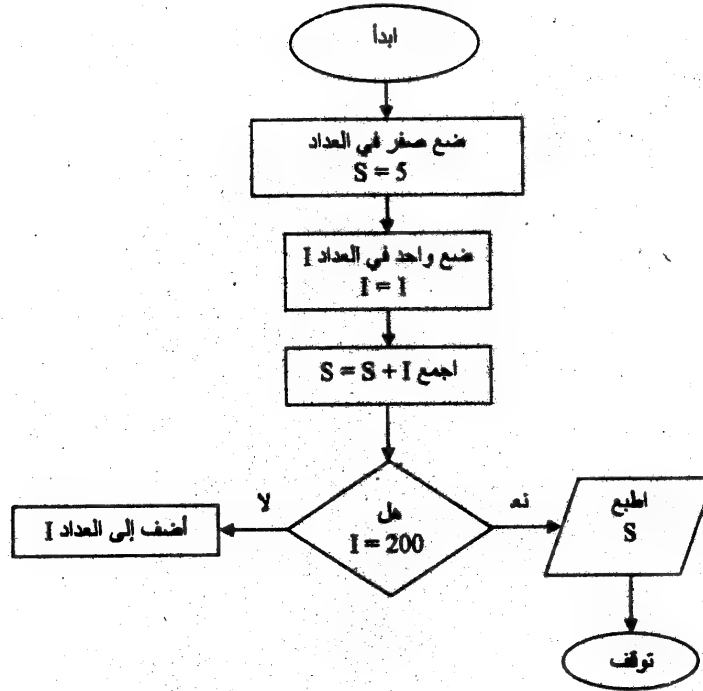 ابدأ
ضع صفر في العداد
S = 5
ضع واحد في العداد I
I = I
اجمع S = S + I
هل
I = 200
لا
نعـ
اطبع
S
أضف إلى العداد I
توقف